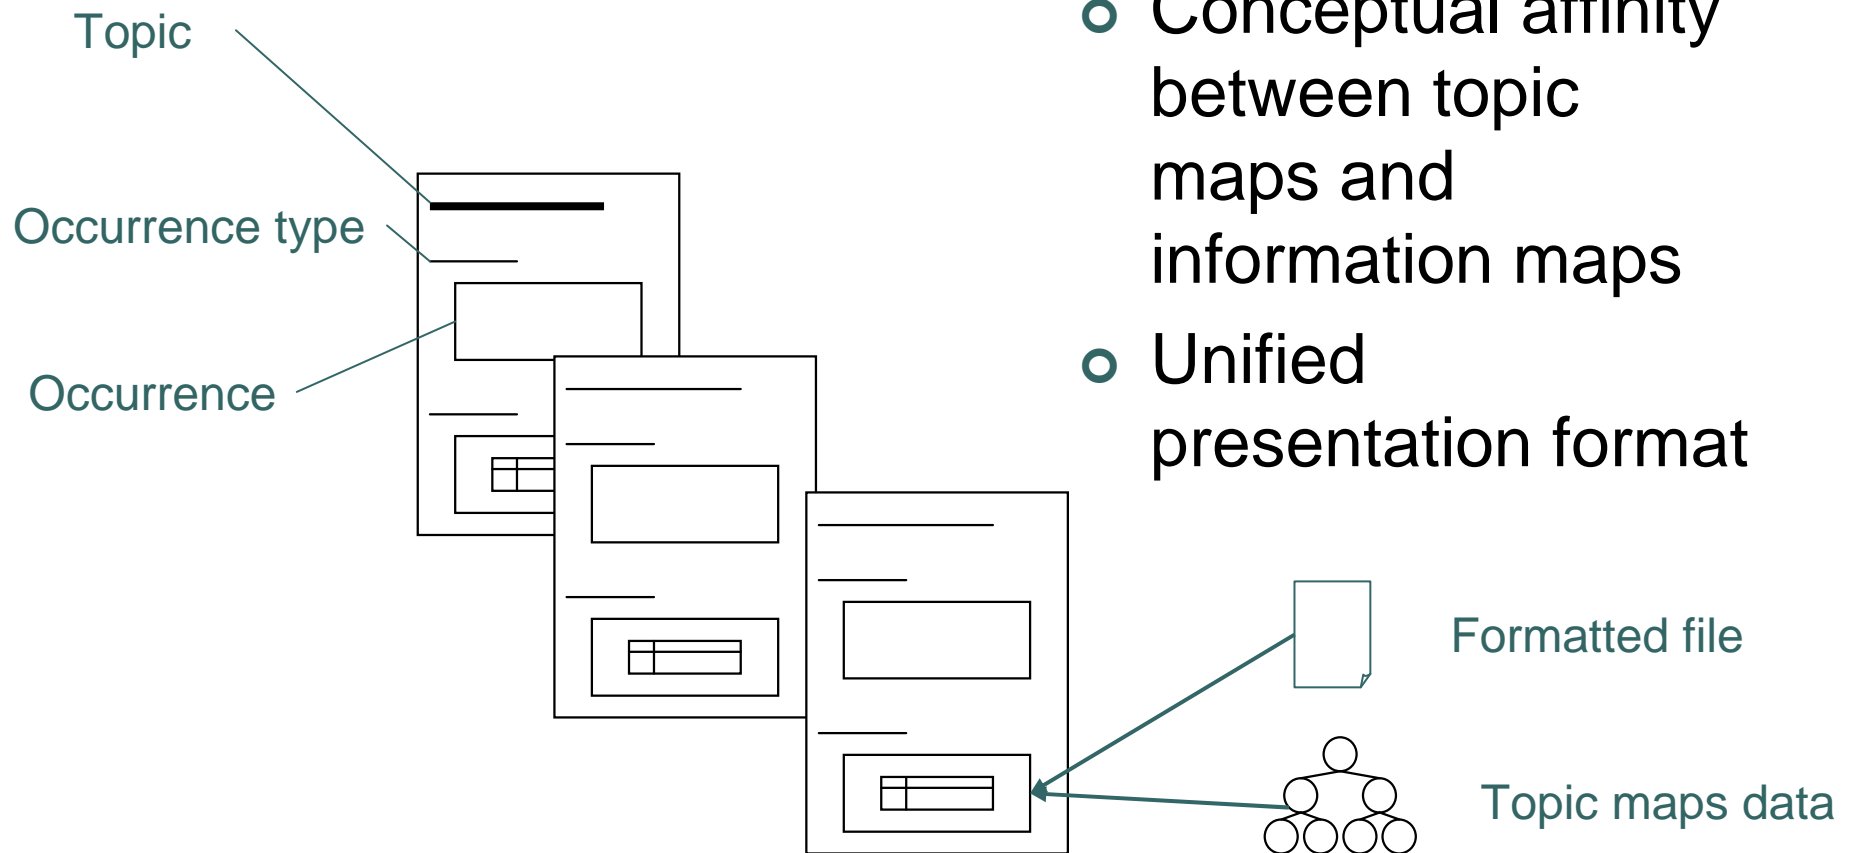 Topic
Occurrence type
Occurrence
Conceptual affinity
between topic
maps and
information maps
Unified
presentation format
Formatted file
Topic maps data